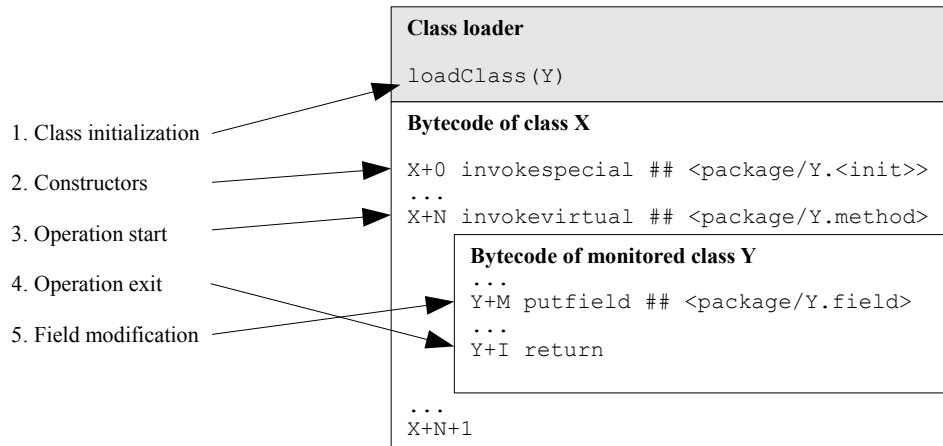 Class loader
loadClass(Y)
1. Class initialization
Bytecode of class X
2. Constructors
X+0 invokespecial ## <package/Y.<init>>
...
3. Operation start
X+N invokevirtual ## <package/Y.method>
Bytecode of monitored class Y
...
4. Operation exit
Y+M putfield ## <package/Y.field>
...
5. Field modification
Y+I return
...
X+N+1